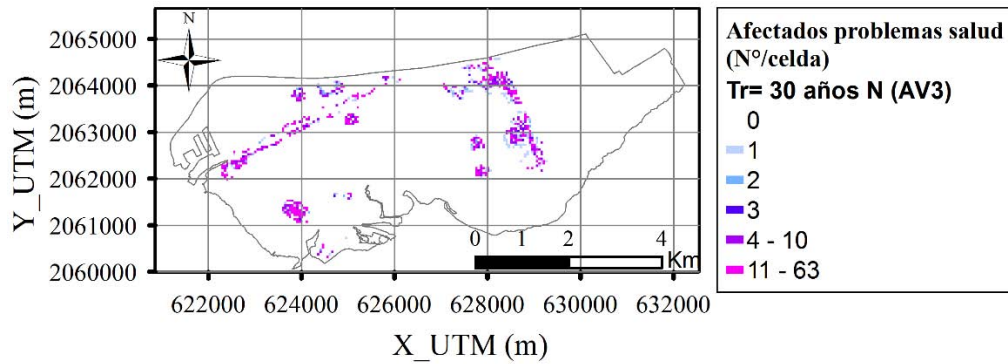 N
2065000
2064000
2063000
2062000
2061000
2060000
Y_UTM (m)
0 1 2 4
Km
622000 624000 626000 628000 630000 632000
X_UTM (m)
Afectados problemas salud
(N°/celda)
Tr= 30 años N (AV3)
0
1
2
3
4 - 10
11 - 63